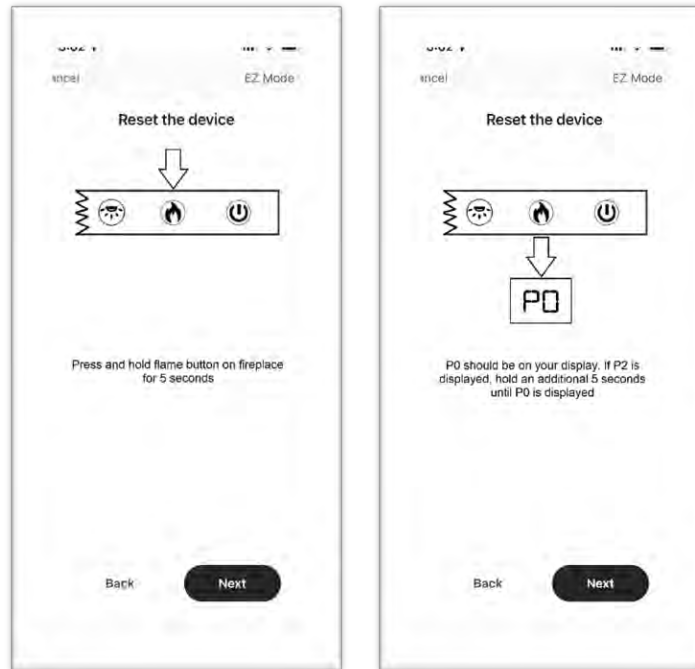 EZ Mode
Reset the device
Press and hold flame button on fireplace
for 5 seconds
Back
Next
EZ Mode
Reset the device
P0
P0 should be on your display. If P2 is
displayed, hold an additional 5 seconds
until P0 is displayed
Back
Next